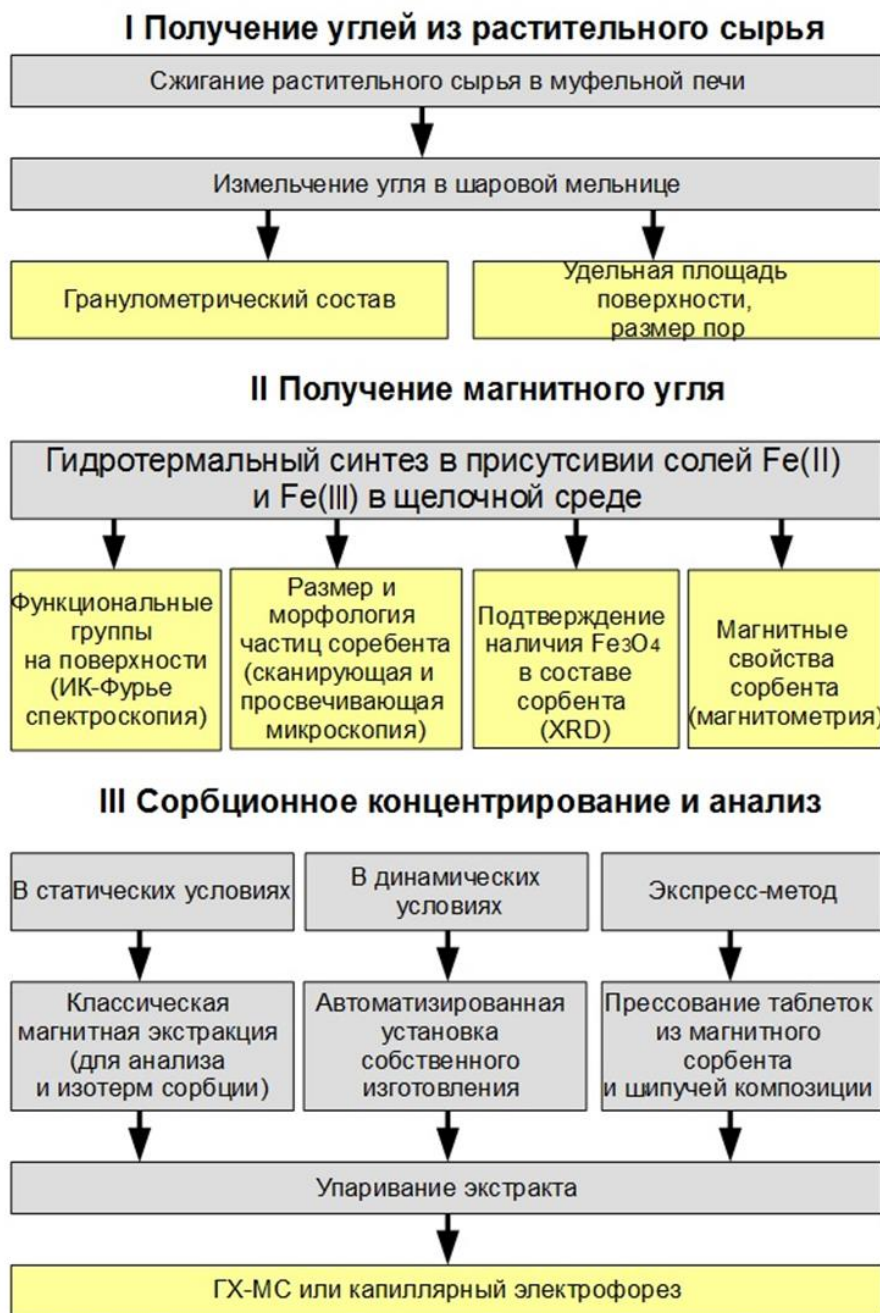 I Получение углей из растительного сырья
Сжигание растительного сырья в муфельной печи
Измельчение угля в шаровой мельнице
Гранулометрический состав
Удельная площадь
поверхности,
размер пор
II Получение магнитного угля
Гидротермальный синтез в присутсивии солей Fe(II)
и Fe(III) в щелочной среде
Функциональные
группы
на поверхности
(ИК-Фурье
спектроскопия)
Размер и
морфология
частиц соребента
(сканирующая и
просвечивающая
микроскопия)
Подтверждение
наличия Fe3O4
в составе
сорбента
(XRD)
Магнитные
свойства
сорбента
(магнитометрия)
III Сорбционное концентрирование и анализ
В статических условиях
В динамических
условиях
Экспресс-метод
Классическая
магнитная экстракция
(для анализа
и изотерм сорбции)
Автоматизированная
установка
собственного
изготовления
Прессование таблеток
из магнитного
сорбента
и шипучей композиции
Упаривание экстракта
ГХ-МС или капиллярный электрофорез